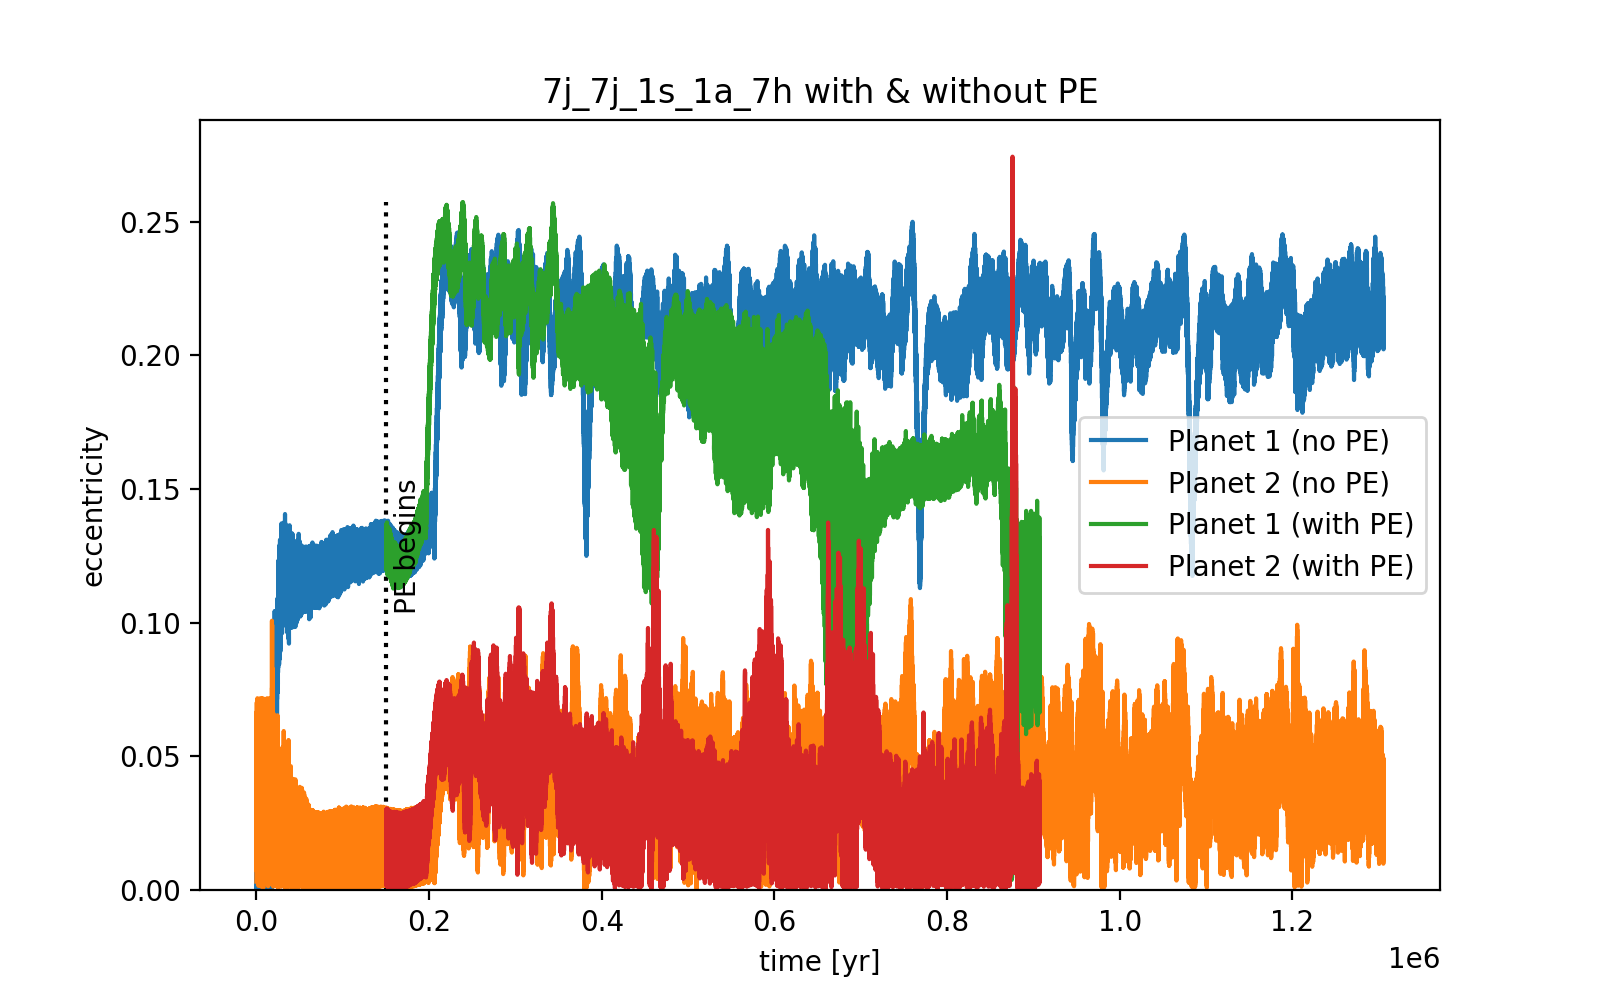 7j_7j_1s_1a_7h with & without PE
eccentricity
0.25
0.20
0.15
0.10
0.05
0.00
PE begins
Planet 1 (no PE)
Planet 2 (no PE)
Planet 1 (with PE)
Planet 2 (with PE)
0.0 0.2 0.4 0.6 0.8 1.0 1.2
time [yr]
1e6